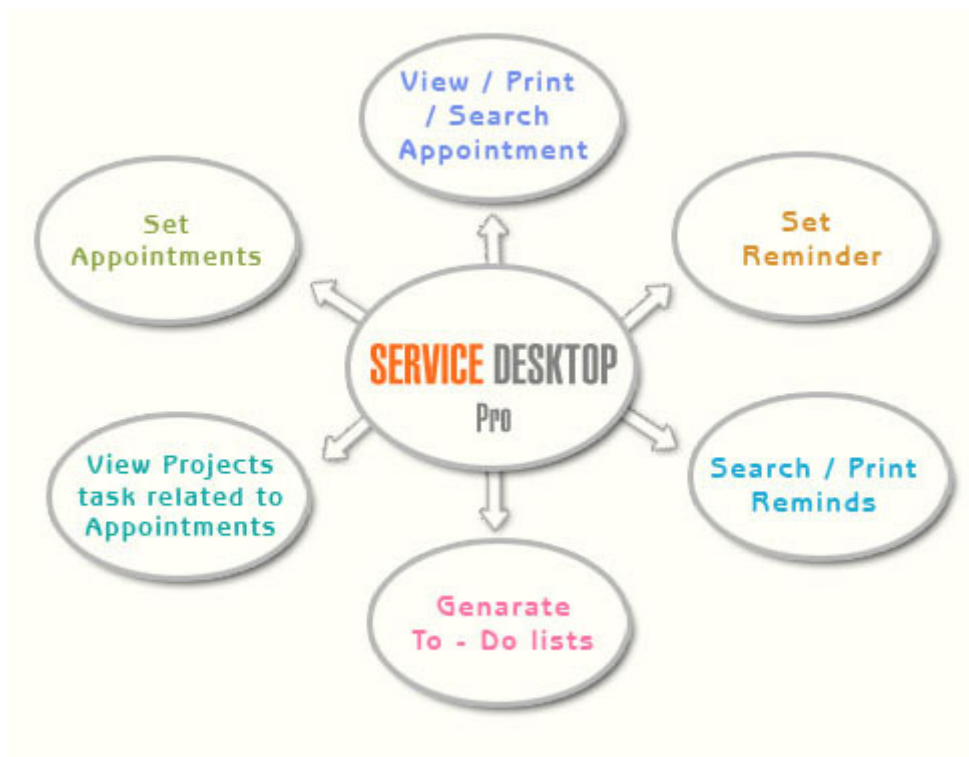 View / Print
/ Search
Appointment
Set
Appointments
Set
Reminder
SERVICE DESKTOP
Pro
View Projects
task related to
Appointments
Search / Print
Reminds
Genarate
To - Do lists